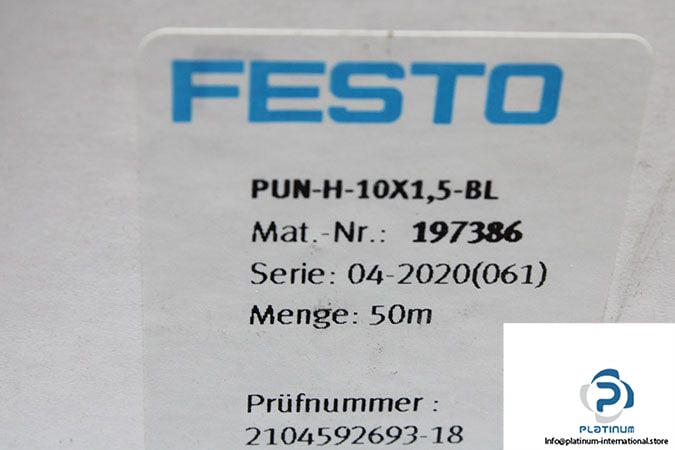 FESTO
PUN-H-10X1,5-BL
Mat.-Nr.: 197386
Serie: 04-2020(061)
Menge: 50m
Prüfnummer :
2104592693-18
PLATINUM
Info@platinum-international.store